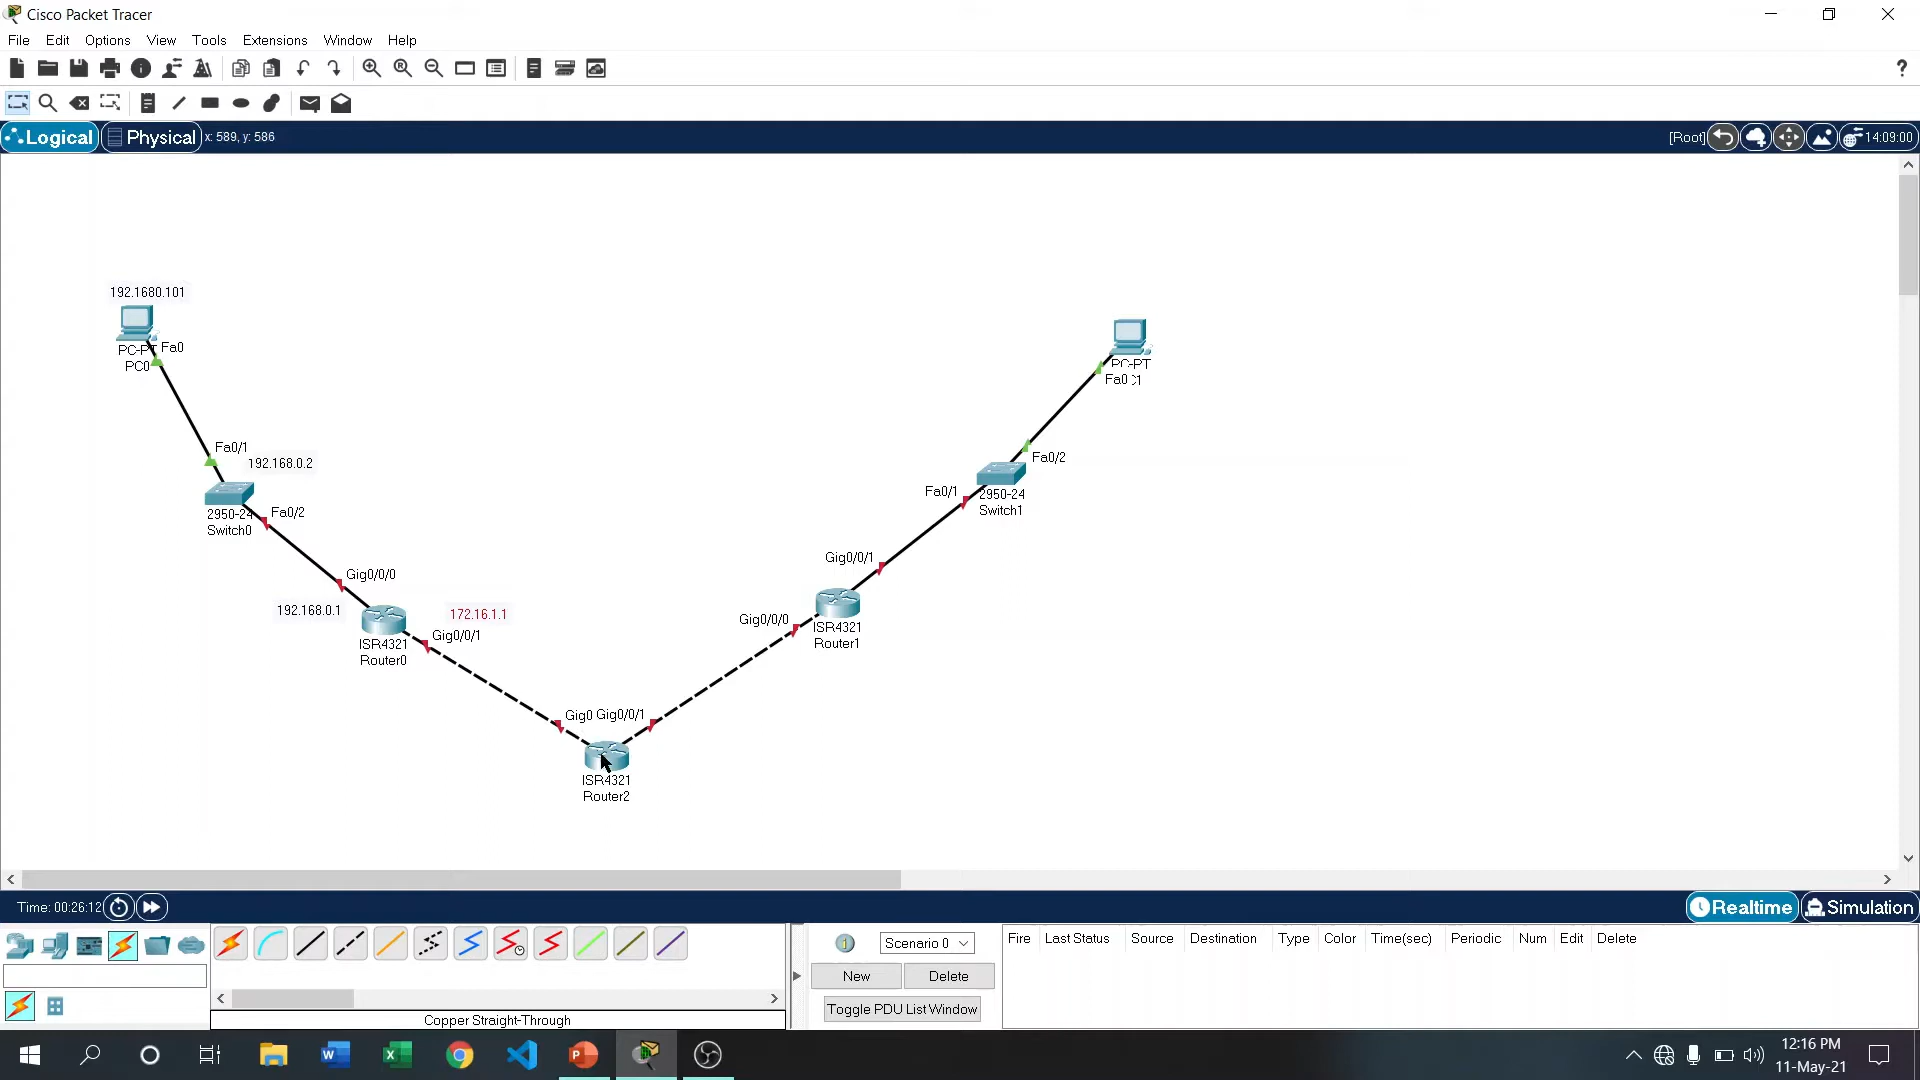 Cisco Packet Tracer
File Edit Options View Tools Extensions Window Help
?
Logical Physical x: 589, y: 586 [Root] 14:09:00
192.1680.101
PC-PT
Fa0
PC0
PC-PT
Fa0
Fa0/1
192.168.0.2
Fa0/2
2950-24
Switch0
Fa0/2
Fa0/1
2950-24
Switch1
Gig0/0/1
Gig0/0/0
192.168.0.1
172.16.1.1
Gig0/0/1
ISR4321
Router0
Gig0/0/0
ISR4321
Router1
Gig0 Gig0/0/1
ISR4321
Router2
Time: 00:26:12 Realtime Simulation
1 Scenario 0
New Delete
Toggle PDU List Window
Fire Last Status Source Destination Type Color Time(sec) Periodic Num Edit Delete
Copper Straight-Through
12:16 PM
11-May-21